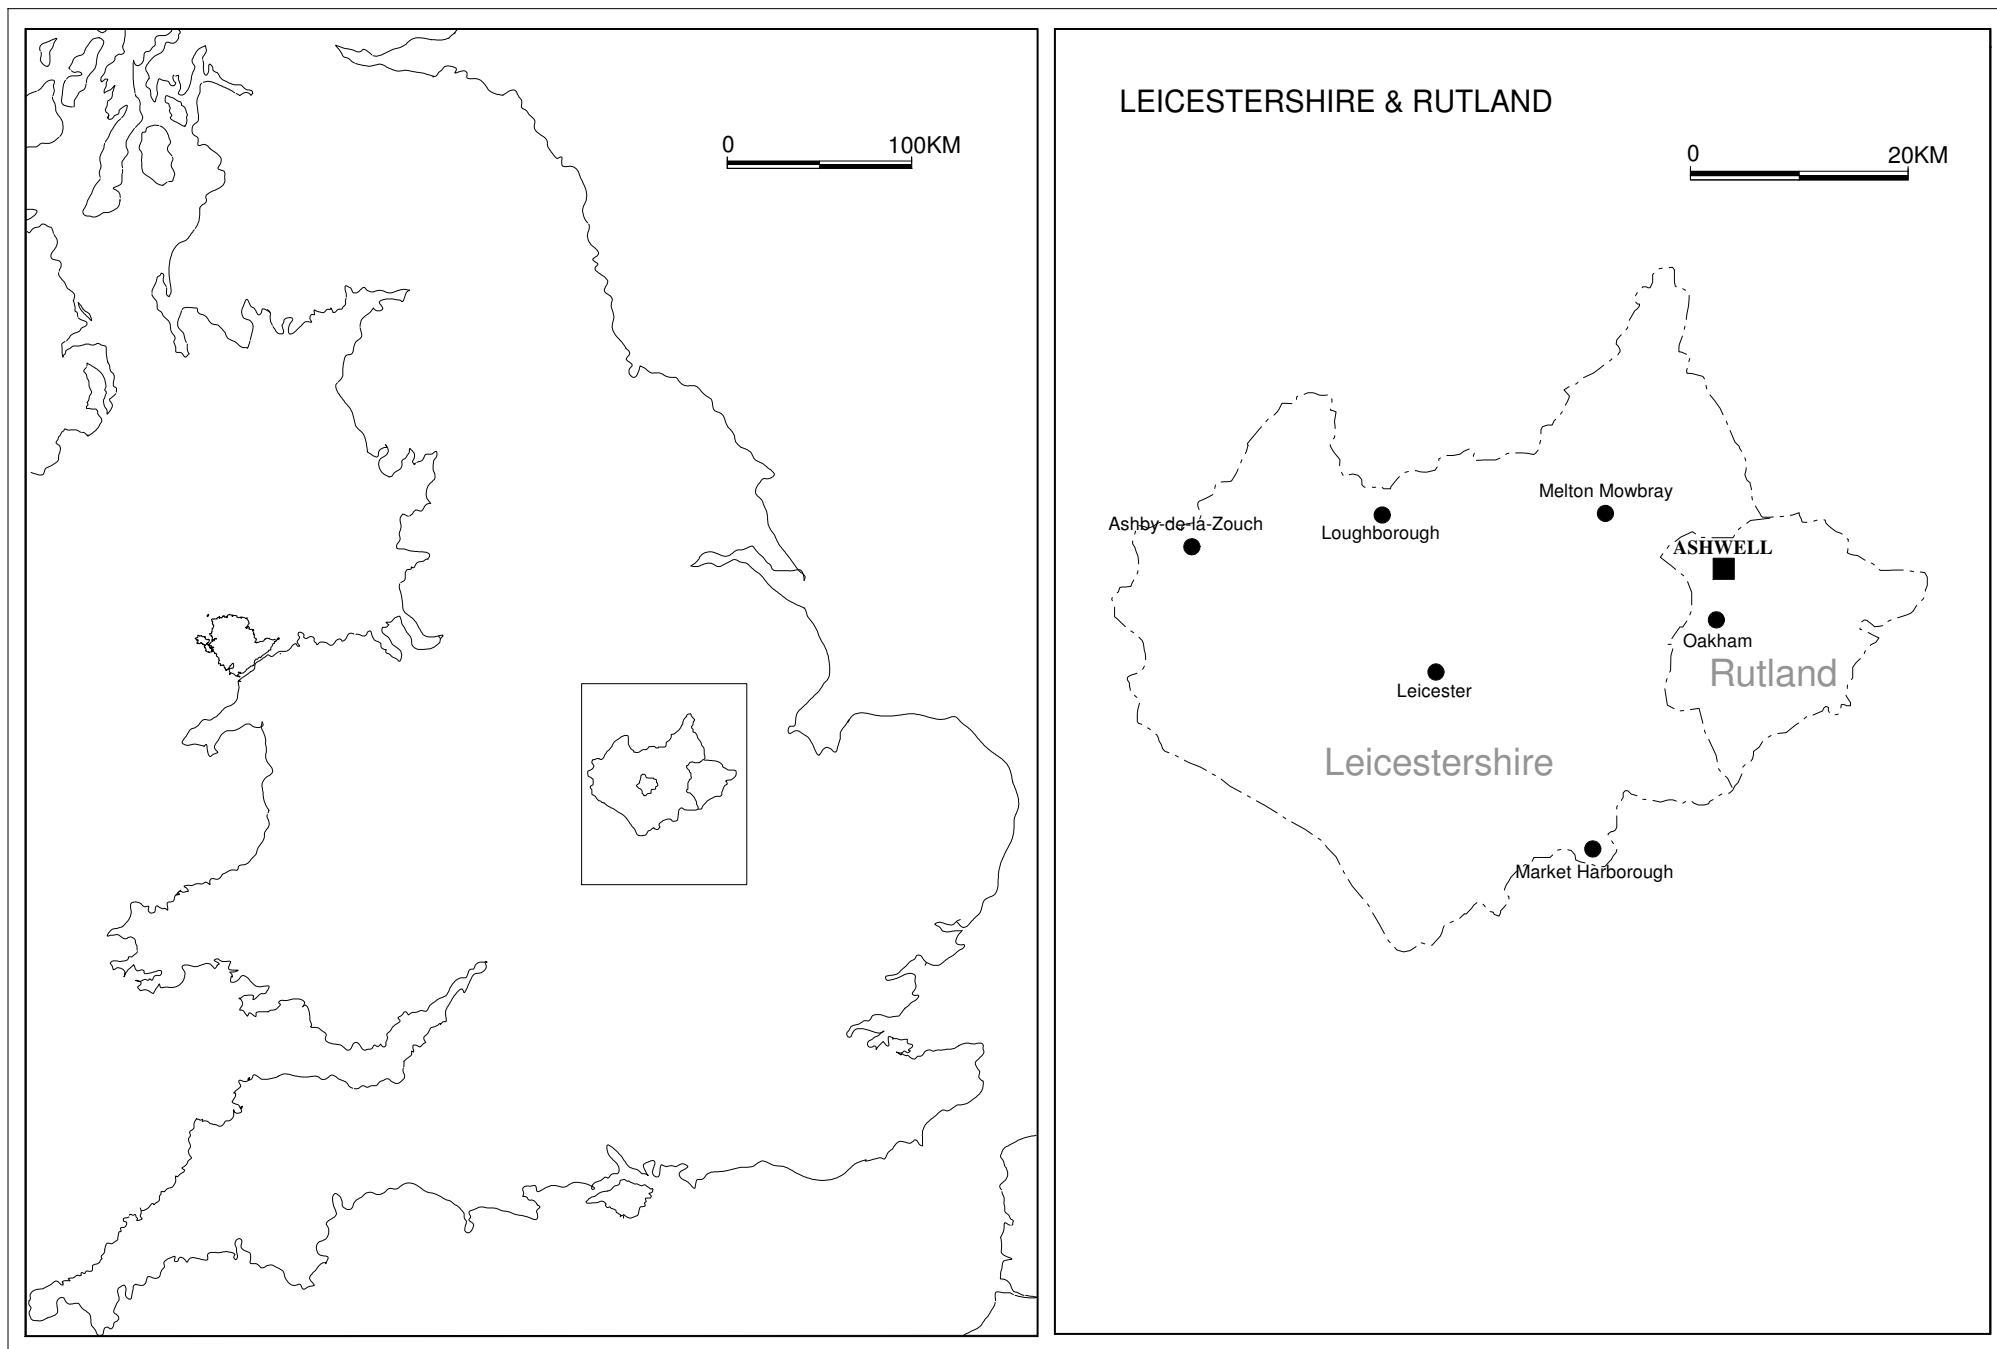 0 100KM
LEICESTERSHIRE & RUTLAND
0 20KM
Melton Mowbray
Ashby-de-la-Zouch
Loughborough
ASHWELL
Oakham
Rutland
Leicester
Leicestershire
Market Harborough